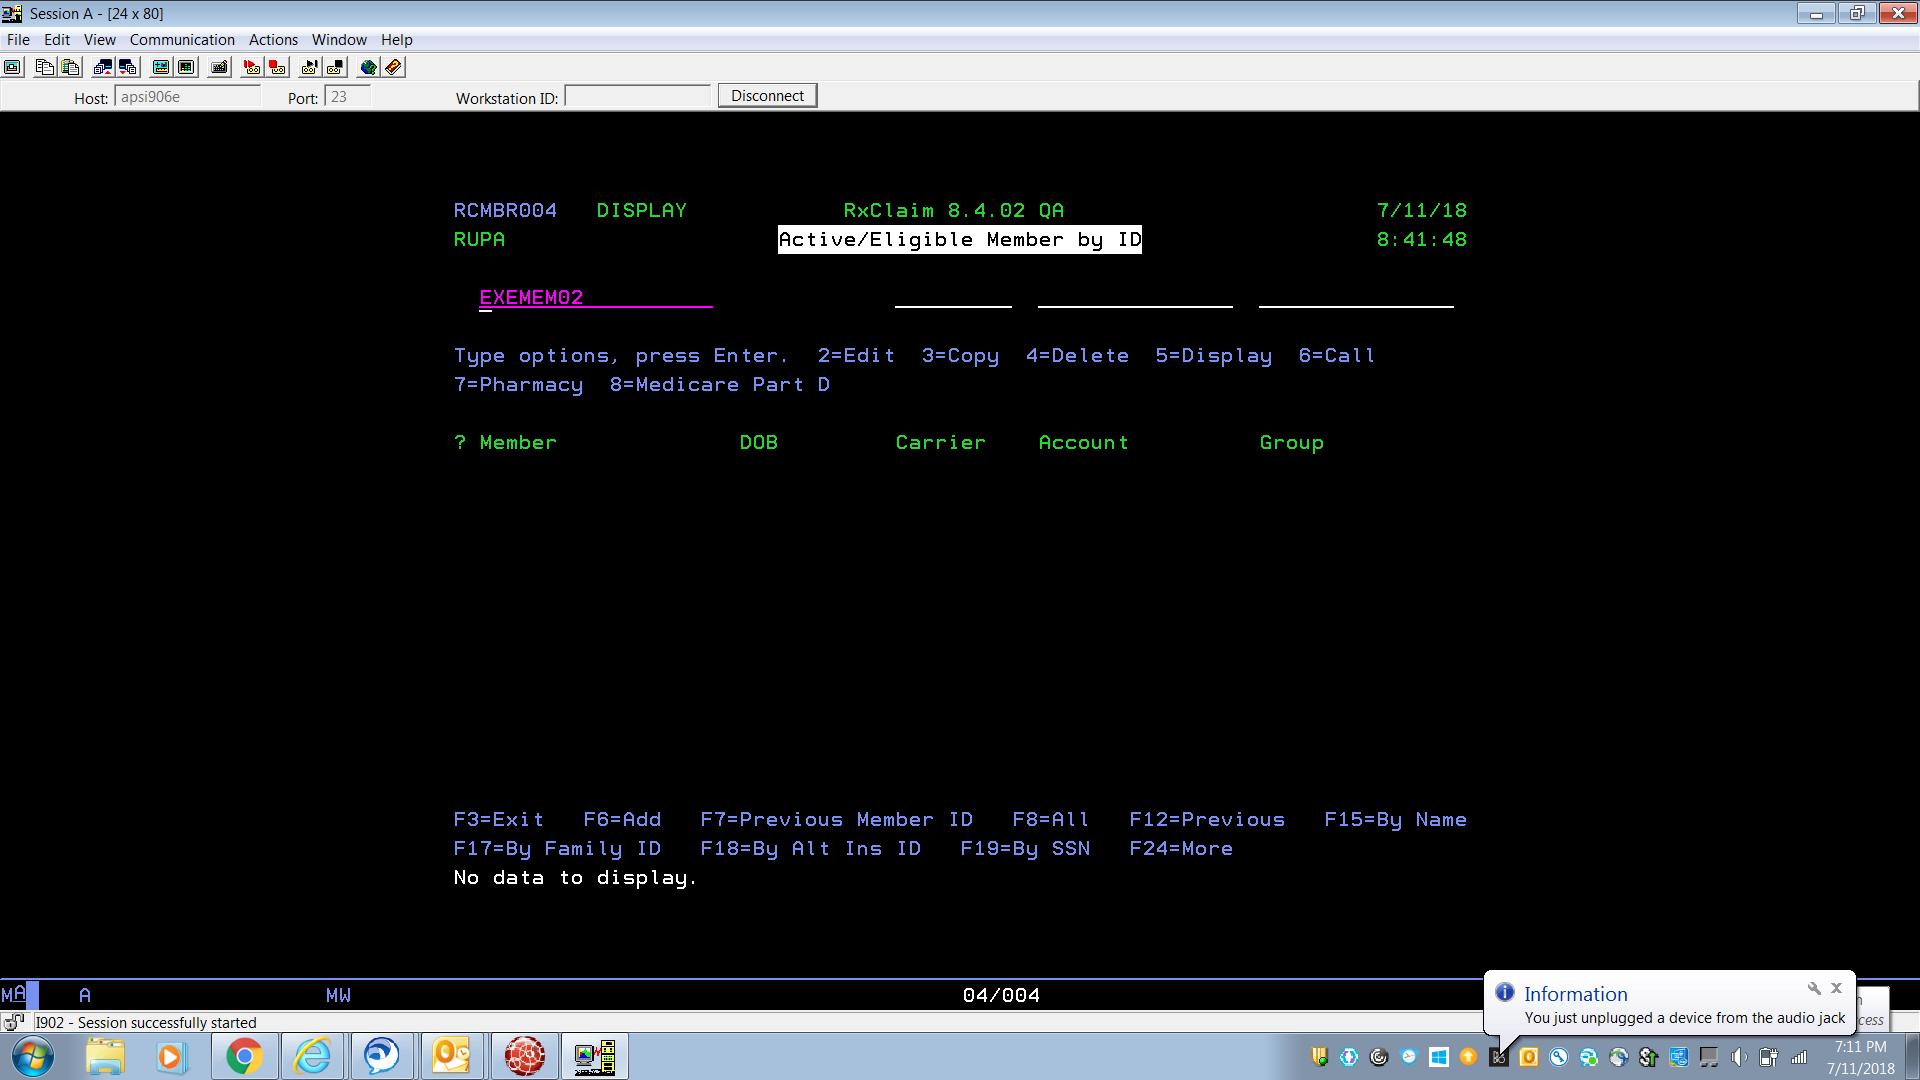 Session A - [24 x 80]
File Edit View Communication Actions Window Help
Host: apsi906e Port: 23 Workstation ID: Disconnect
RCMBR004 DISPLAY RxClaim 8.4.02 QA 7/11/18
RUPA Active/Eligible Member by ID 8:41:48
EXEMEM02
Type options, press Enter. 2=Edit 3=Copy 4=Delete 5=Display 6=Call
7=Pharmacy 8=Medicare Part D
? Member DOB Carrier Account Group
F3=Exit F6=Add F7=Previous Member ID F8=All F12=Previous F15=By Name
F17=By Family ID F18=By Alt Ins ID F19=By SSN F24=More
No data to display.
MA A MW 04/004
Information
You just unplugged a device from the audio jack
I902 - Session successfully started
7:11 PM
7/11/2018